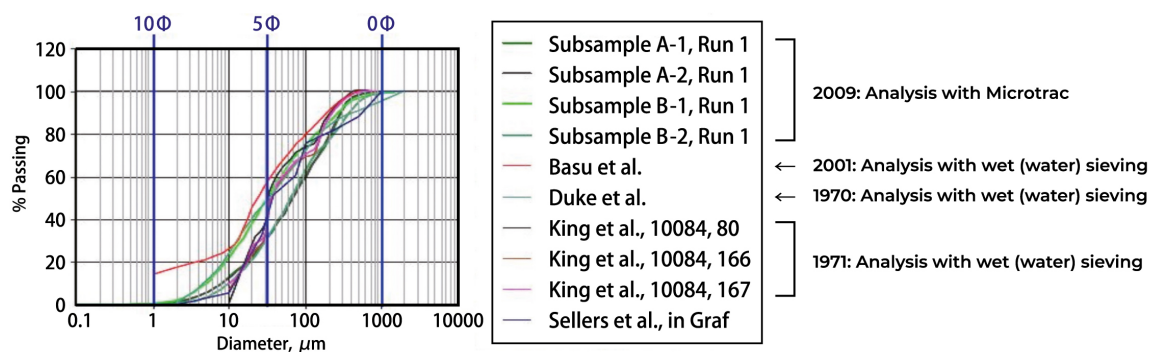 10Φ 5Φ 0Φ
120
100
80
60
40
20
0
% Passing
0.1 1 10 100 1000 10000
Diameter, µm
Subsample A-1, Run 1
Subsample A-2, Run 1
Subsample B-1, Run 1
Subsample B-2, Run 1
Basu et al.
Duke et al.
King et al., 10084, 80
King et al., 10084, 166
King et al., 10084, 167
Sellers et al., in Graf
2009: Analysis with Microtrac
← 2001: Analysis with wet (water) sieving
← 1970: Analysis with wet (water) sieving
1971: Analysis with wet (water) sieving